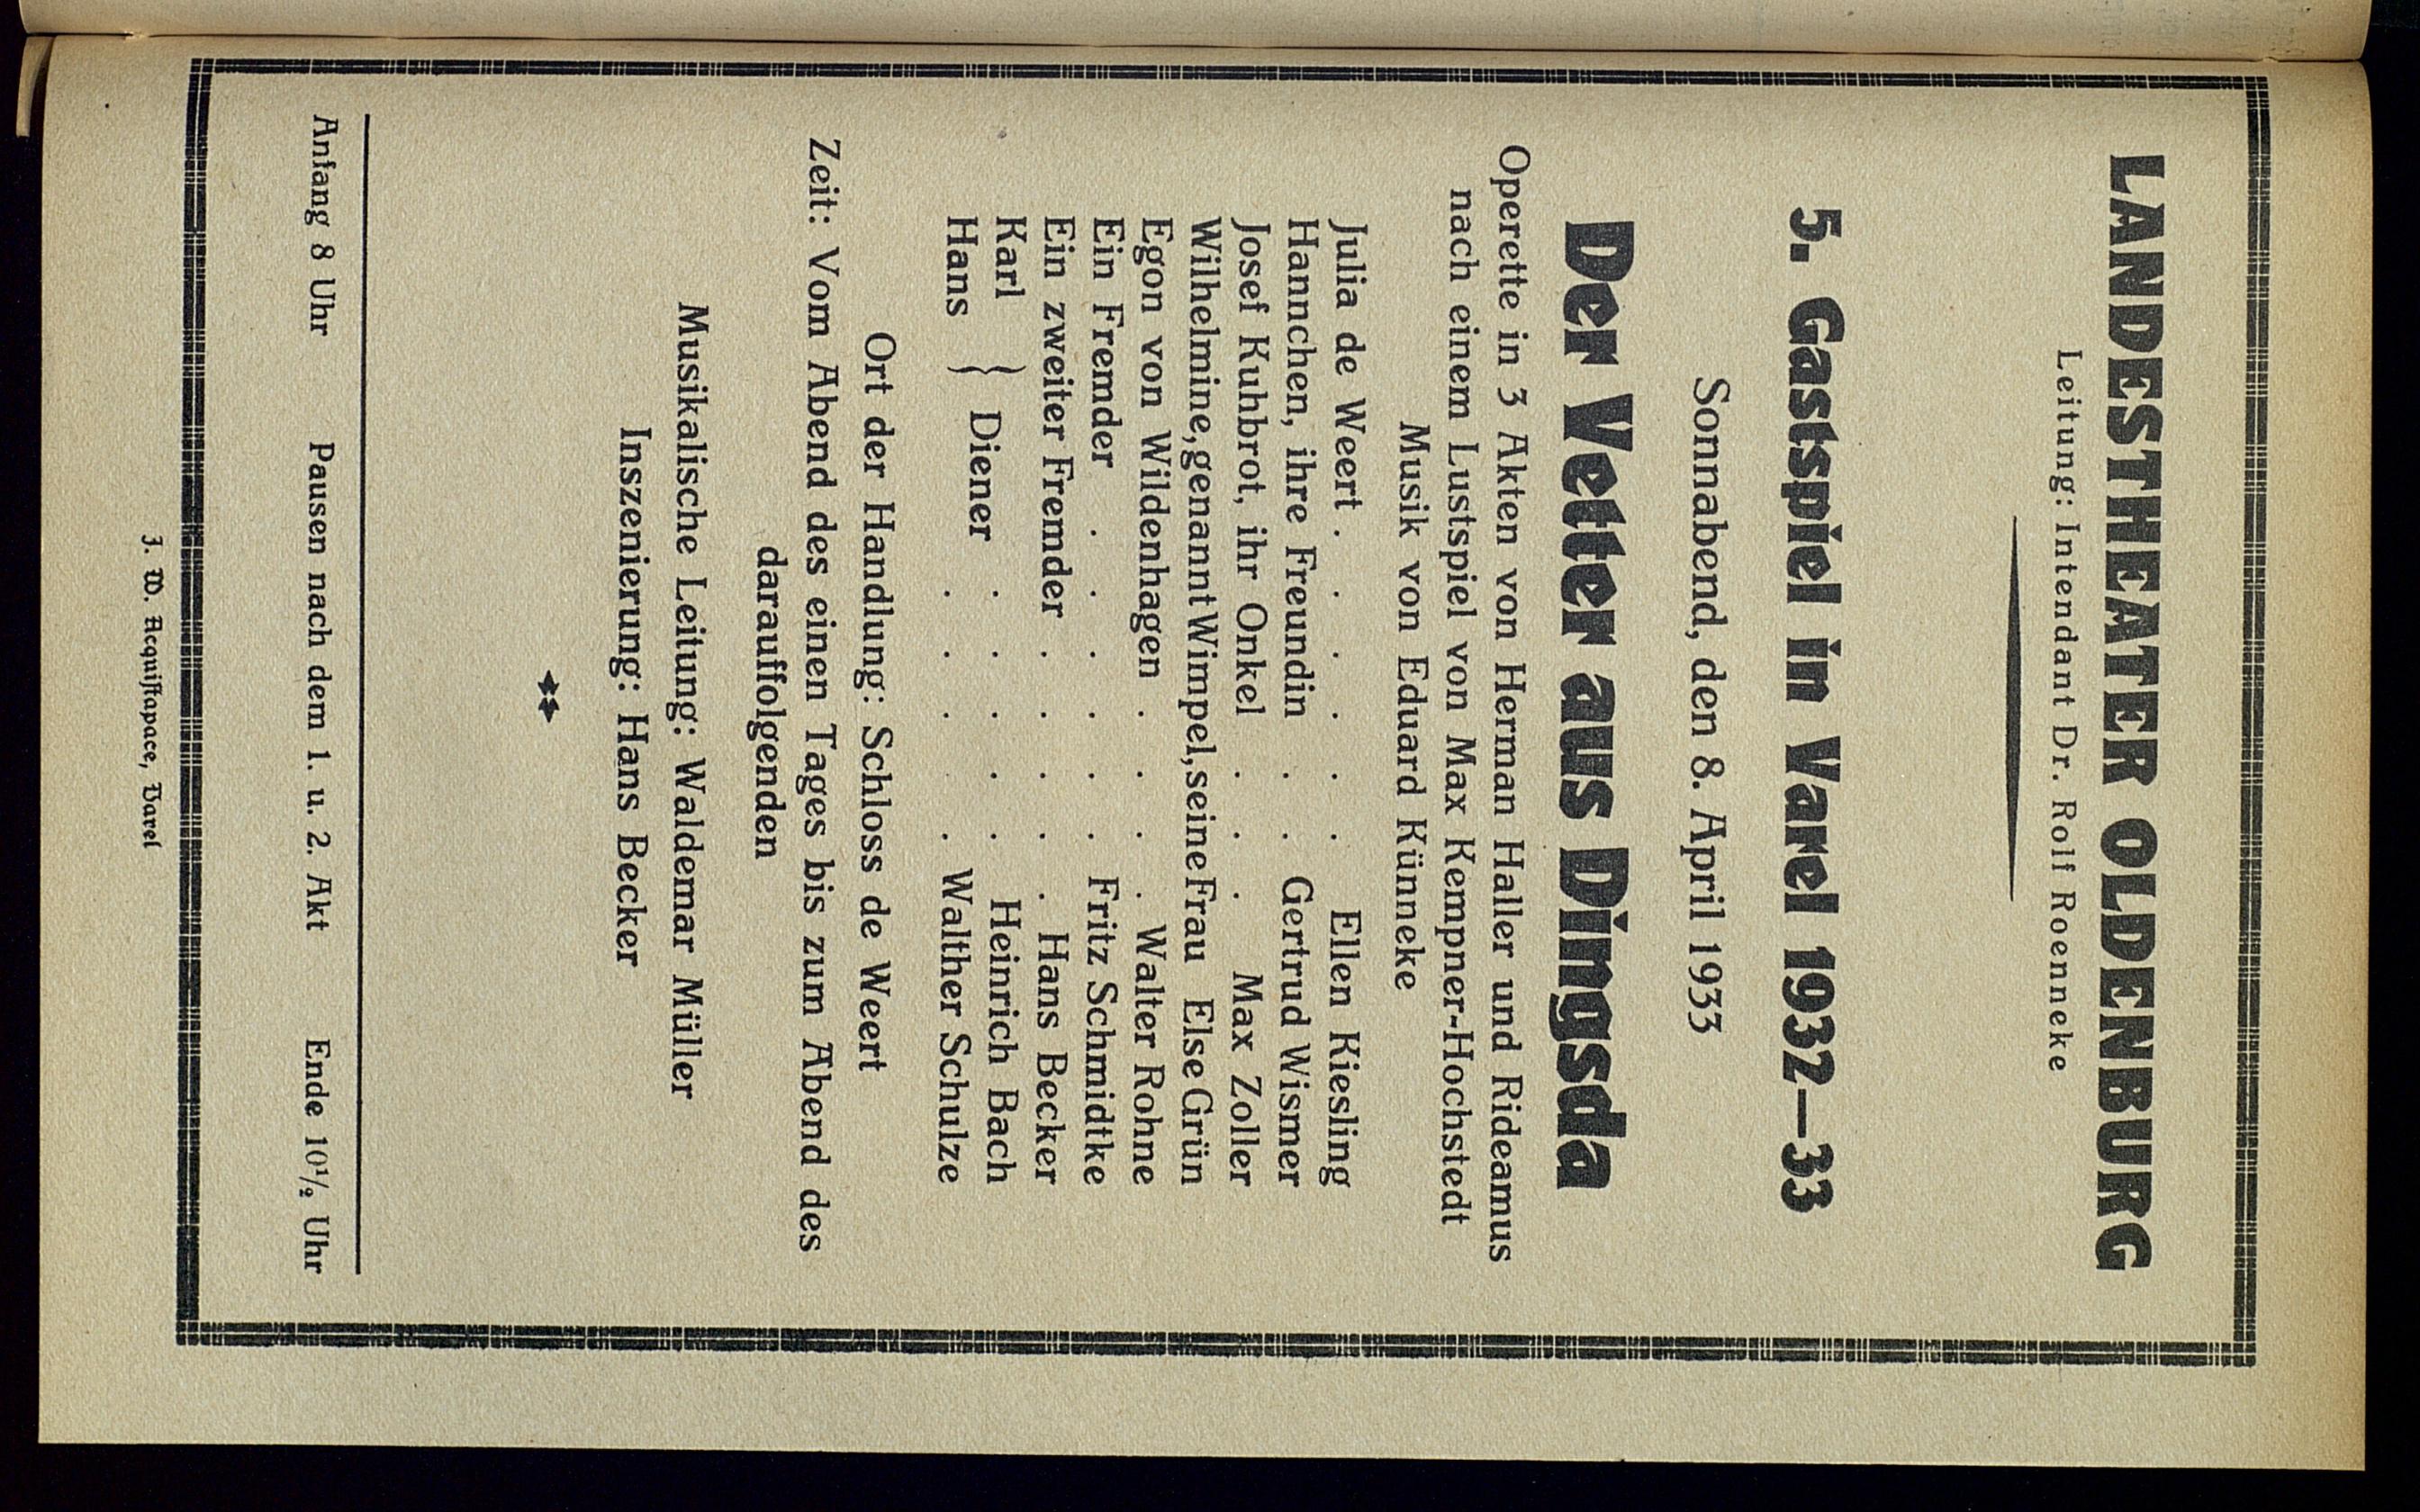 LANDESTHEATER OLDENBURG
Leitung: Intendant Dr. Rolf Roenneke
5. Gastspiel in Varel 1932—33
Sonnabend, den 8. April 1933
Der Vetter aus Dingsda
Operette in 3 Akten von Herman Haller und Rideamus
nach einem Lustspiel von Max Kempner-Hochstedt
Musik von Eduard Künneke
Julia de Weert . . . . . . Ellen Kiesling
Hannchen, ihre Freundin . . Gertrud Wismer
Josef Kuhbrot, ihr Onkel . . . Max Zoller
Wilhelmine, genannt Wimpel, seine Frau Else Grün
Egon von Wildenhagen . . . . Walter Rohne
Ein Fremder . . . . . . Fritz Schmidtke
Ein zweiter Fremder . . . . . Hans Becker
Karl } Diener . . . . . Heinrich Bach
Hans } . . . . . Walther Schulze
Ort der Handlung: Schloss de Weert
Zeit: Vom Abend des einen Tages bis zum Abend des
darauffolgenden
Musikalische Leitung: Waldemar Müller
Inszenierung: Hans Becker
Anfang 8 Uhr Pausen nach dem 1. u. 2. Akt Ende 10½ Uhr
J. W. Acquistapace, Varel